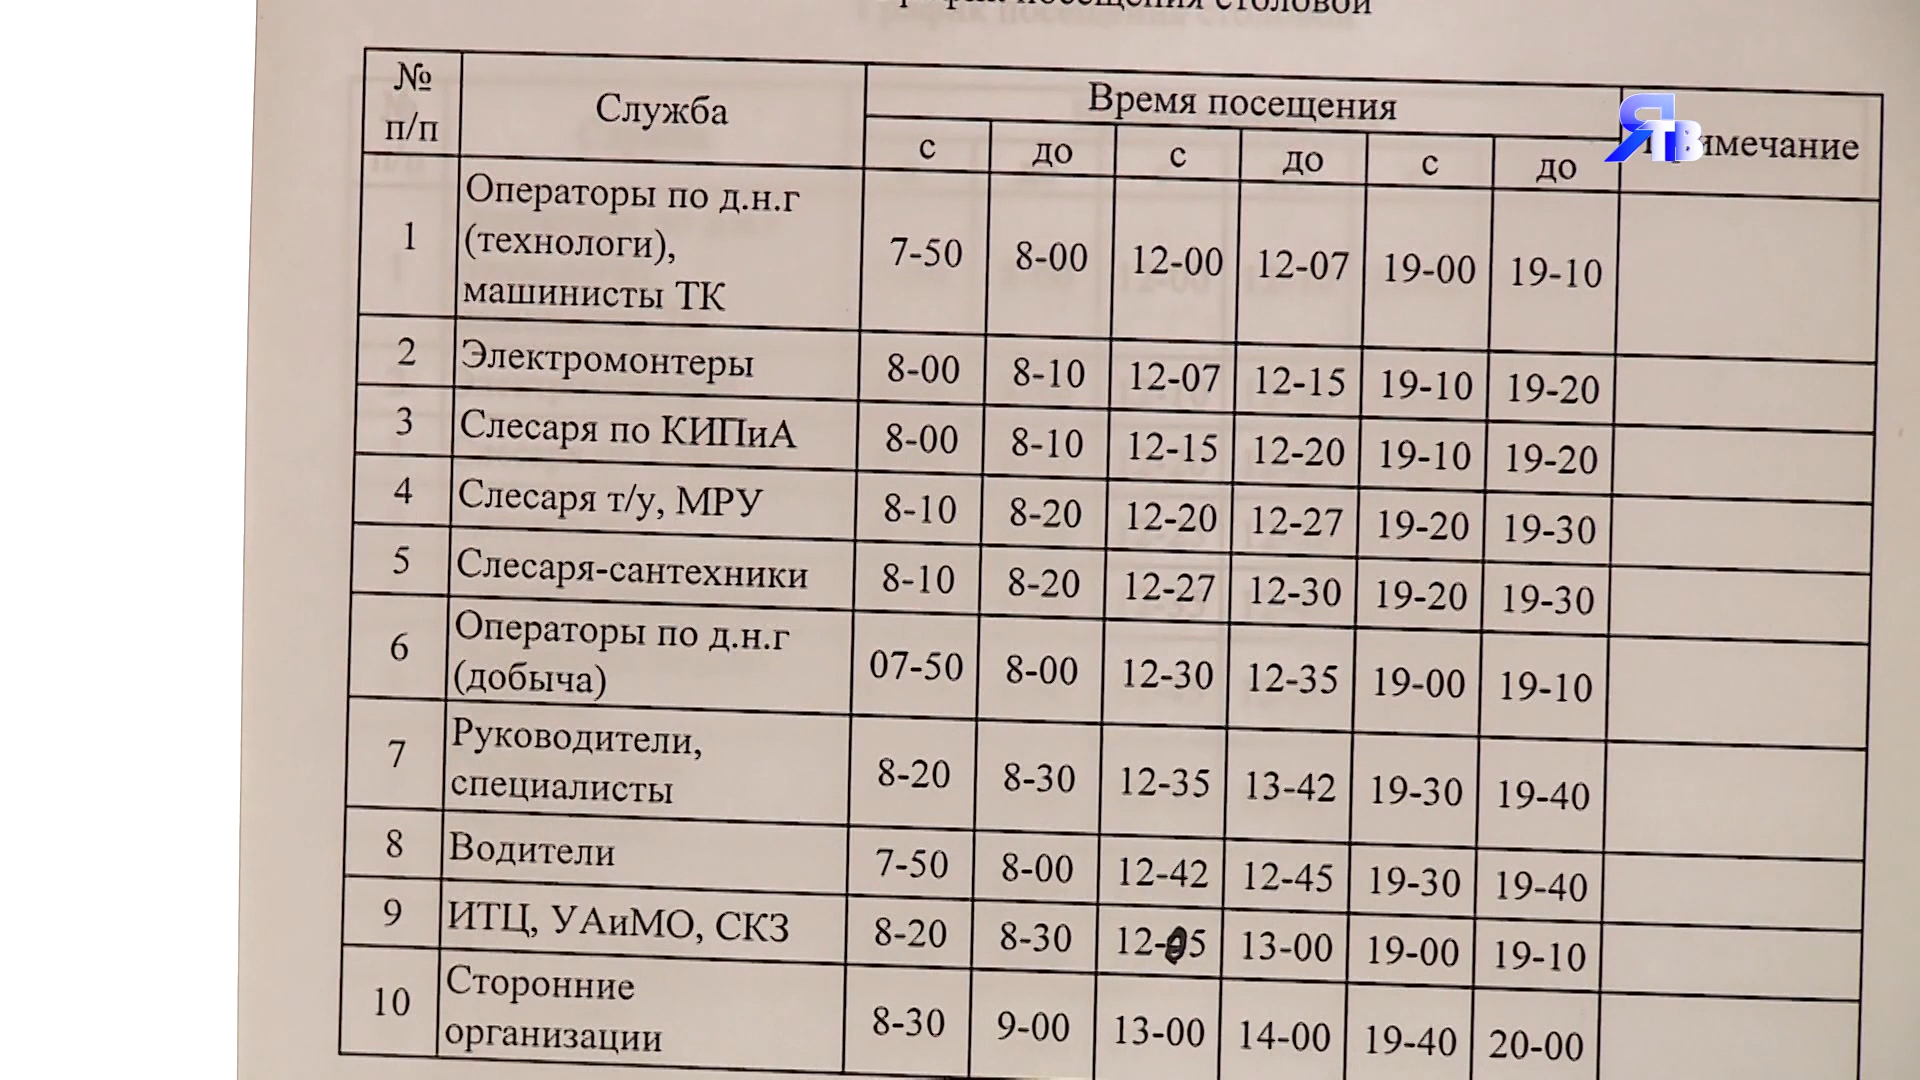 посещения столовой
№ п/п Служба Время посещения
с до с до с до
1 Операторы по д.н.г (технологи), машинисты ТК 7-50 8-00 12-00 12-07 19-00 19-10
2 Электромонтеры 8-00 8-10 12-07 12-15 19-10 19-20
3 Слесаря по КИПиА 8-00 8-10 12-15 12-20 19-10 19-20
4 Слесаря т/у, МРУ 8-10 8-20 12-20 12-27 19-20 19-30
5 Слесаря-сантехники 8-10 8-20 12-27 12-30 19-20 19-30
6 Операторы по д.н.г (добыча) 07-50 8-00 12-30 12-35 19-00 19-10
7 Руководители, специалисты 8-20 8-30 12-35 13-42 19-30 19-40
8 Водители 7-50 8-00 12-42 12-45 19-30 19-40
9 ИТЦ, УАиМО, СКЗ 8-20 8-30 13-00 19-00 19-10
10 Сторонние организации 8-30 9-00 13-00 14-00 19-40 20-00
ЯТВ